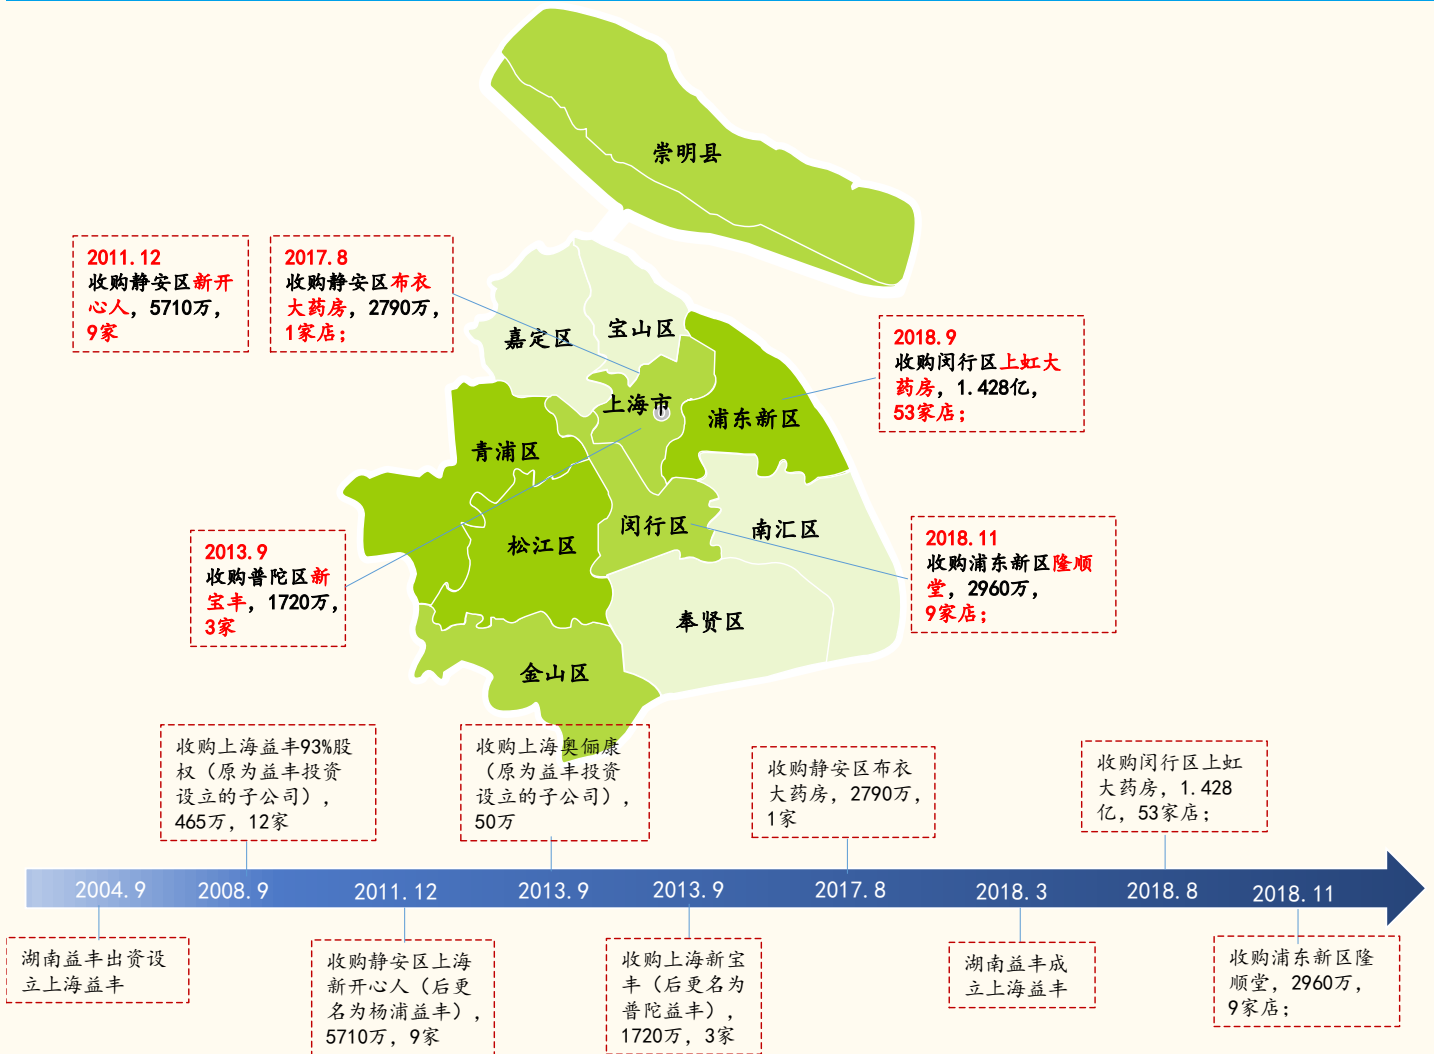 崇明县
2011.12
收购静安区新开
心人，5710万，
9家
2017.8
收购静安区布衣
大药房，2790万，
1家店；
嘉定区
宝山区
2018.9
收购闵行区上虹大
药房，1.428亿，
53家店；
上海市
浦东新区
青浦区
2013.9
收购普陀区新
宝丰，1720万，
3家
松江区
闵行区
南汇区
2018.11
收购浦东新区隆顺
堂，2960万，
9家店；
奉贤区
金山区
收购上海益丰93%股
权（原为益丰投资
设立的子公司），
465万，12家
收购上海奥俪康
（原为益丰投资
设立的子公司），
50万
收购静安区布衣
大药房，2790万，
1家
收购闵行区上虹
大药房，1.428
亿，53家店；
2004.9
2008.9
2011.12
2013.9
2013.9
2017.8
2018.3
2018.8
2018.11
湖南益丰出资设
立上海益丰
收购静安区上海
新开心人（后更
名为杨浦益丰），
5710万，9家
收购上海新宝
丰（后更名为
普陀益丰），
1720万，3家
湖南益丰成
立上海益丰
收购浦东新区隆
顺堂，2960万，
9家店；